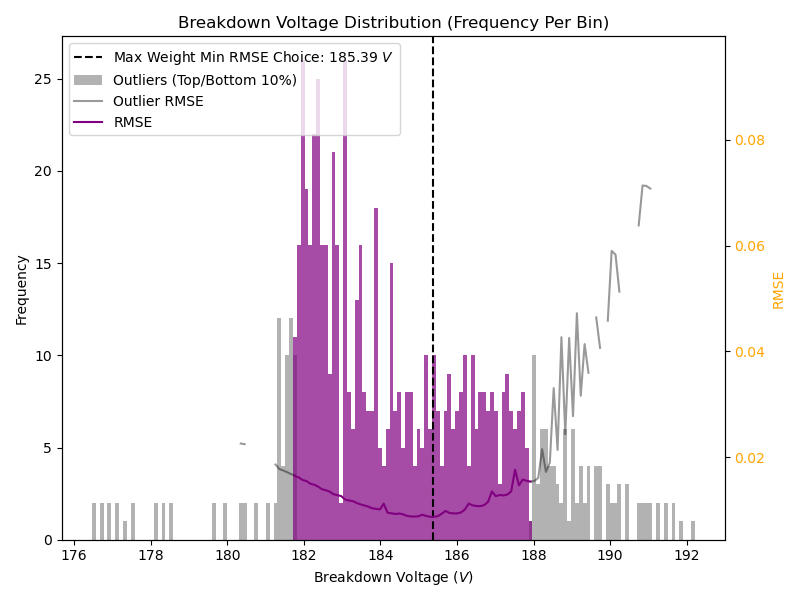 Breakdown Voltage Distribution (Frequency Per Bin)
Max Weight Min RMSE Choice: 185.39 V
Outliers (Top/Bottom 10%)
Outlier RMSE
RMSE
25
20
15
10
5
0
Frequency
0.08
0.06
0.04
0.02
RMSE
176
178
180
182
184
186
188
190
192
Breakdown Voltage (V)